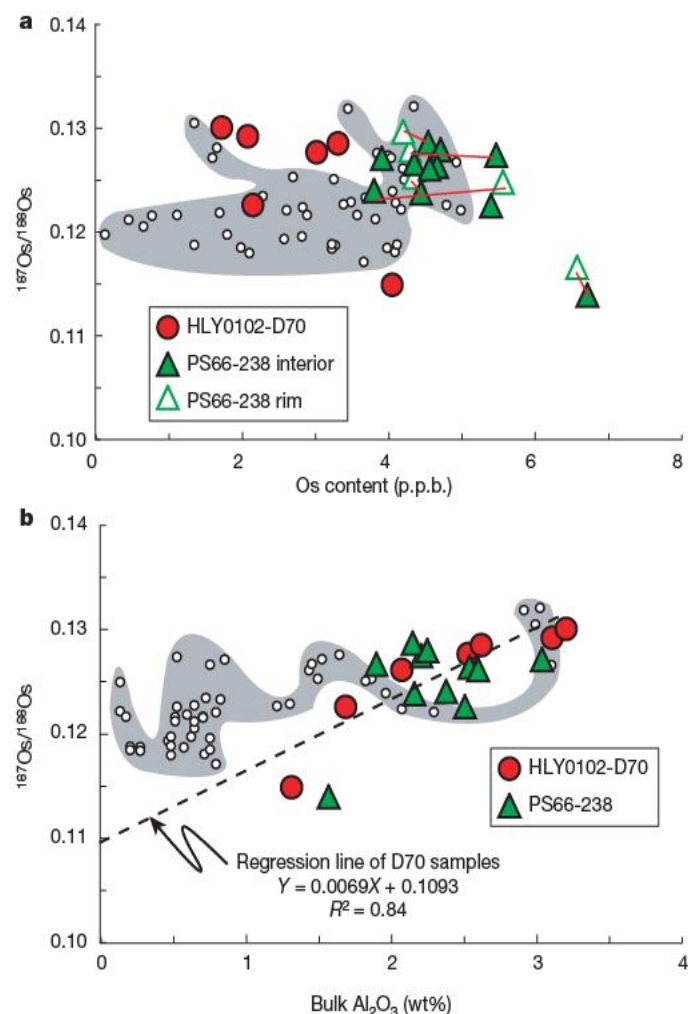 a
0.14
0.13
0.12
0.11
0.10
¹⁸⁷Os/¹⁸⁸Os
HLY0102-D70
PS66-238 interior
PS66-238 rim
0 2 4 6 8
Os content (p.p.b.)
b
0.14
0.13
0.12
0.11
0.10
¹⁸⁷Os/¹⁸⁸Os
HLY0102-D70
PS66-238
Regression line of D70 samples
Y = 0.0069X + 0.1093
R² = 0.84
0 1 2 3 4
Bulk Al₂O₃ (wt%)